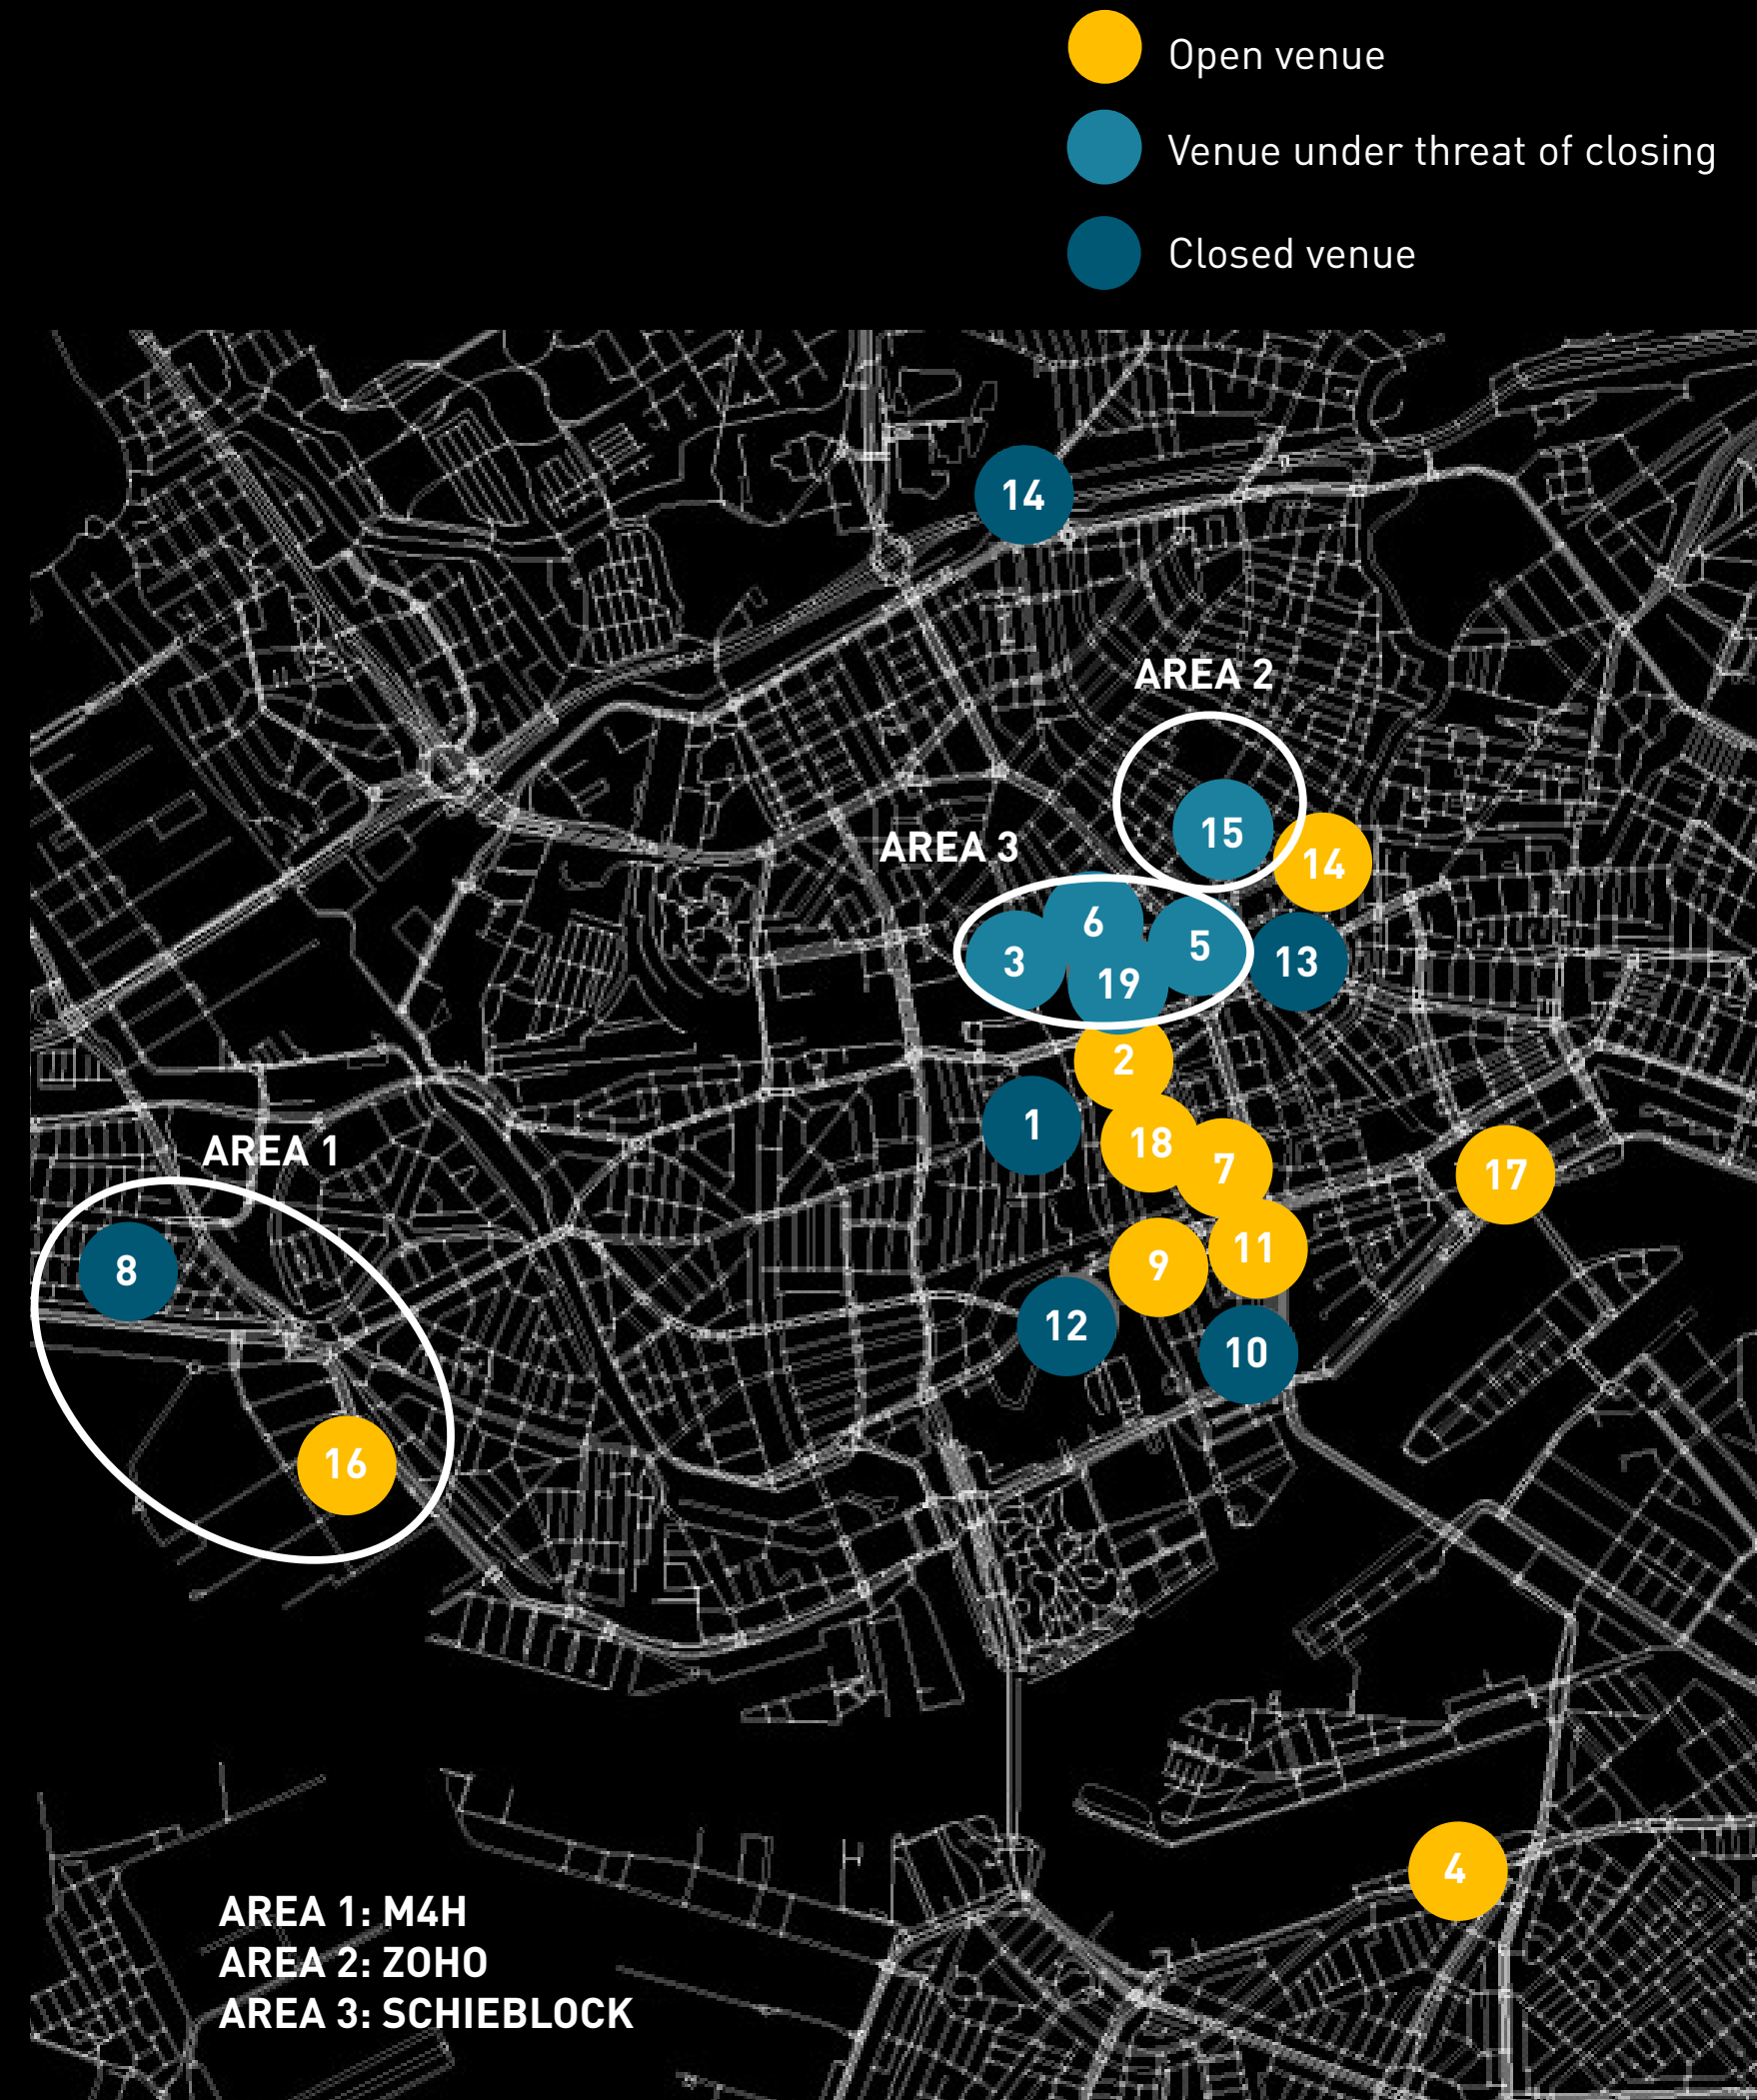 Open venue
Venue under threat of closing
Closed venue
14
AREA 2
15
AREA 3
14
6
5
3
13
19
2
1
18
AREA 1
7
17
11
9
8
12
10
16
4
AREA 1: M4H
AREA 2: ZOHO
AREA 3: SCHIEBLOCK